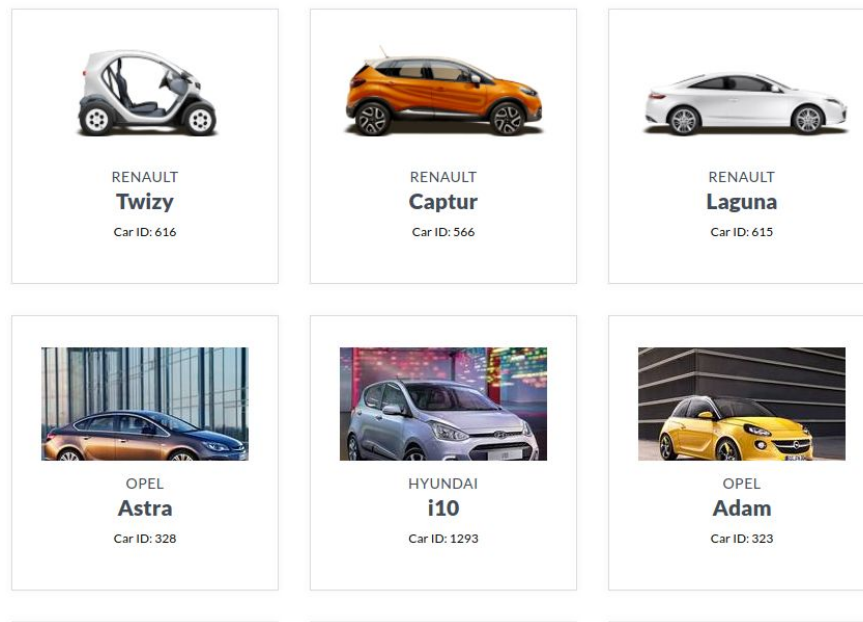 RENAULT
Twizy
Car ID: 616
RENAULT
Captur
Car ID: 566
RENAULT
Laguna
Car ID: 615
OPEL
Astra
Car ID: 328
HYUNDAI
i10
Car ID: 1293
OPEL
Adam
Car ID: 323